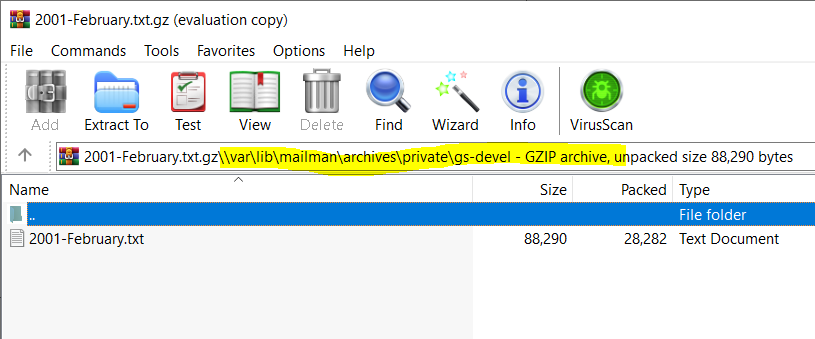 2001-February.txt.gz (evaluation copy)
File Commands Tools Favorites Options Help
Add Extract To Test View Delete Find Wizard Info VirusScan
2001-February.txt.gz\\var\lib\mailman\archives\private\gs-devel - GZIP archive, unpacked size 88,290 bytes
Name Size Packed Type
.. File folder
2001-February.txt 88,290 28,282 Text Document